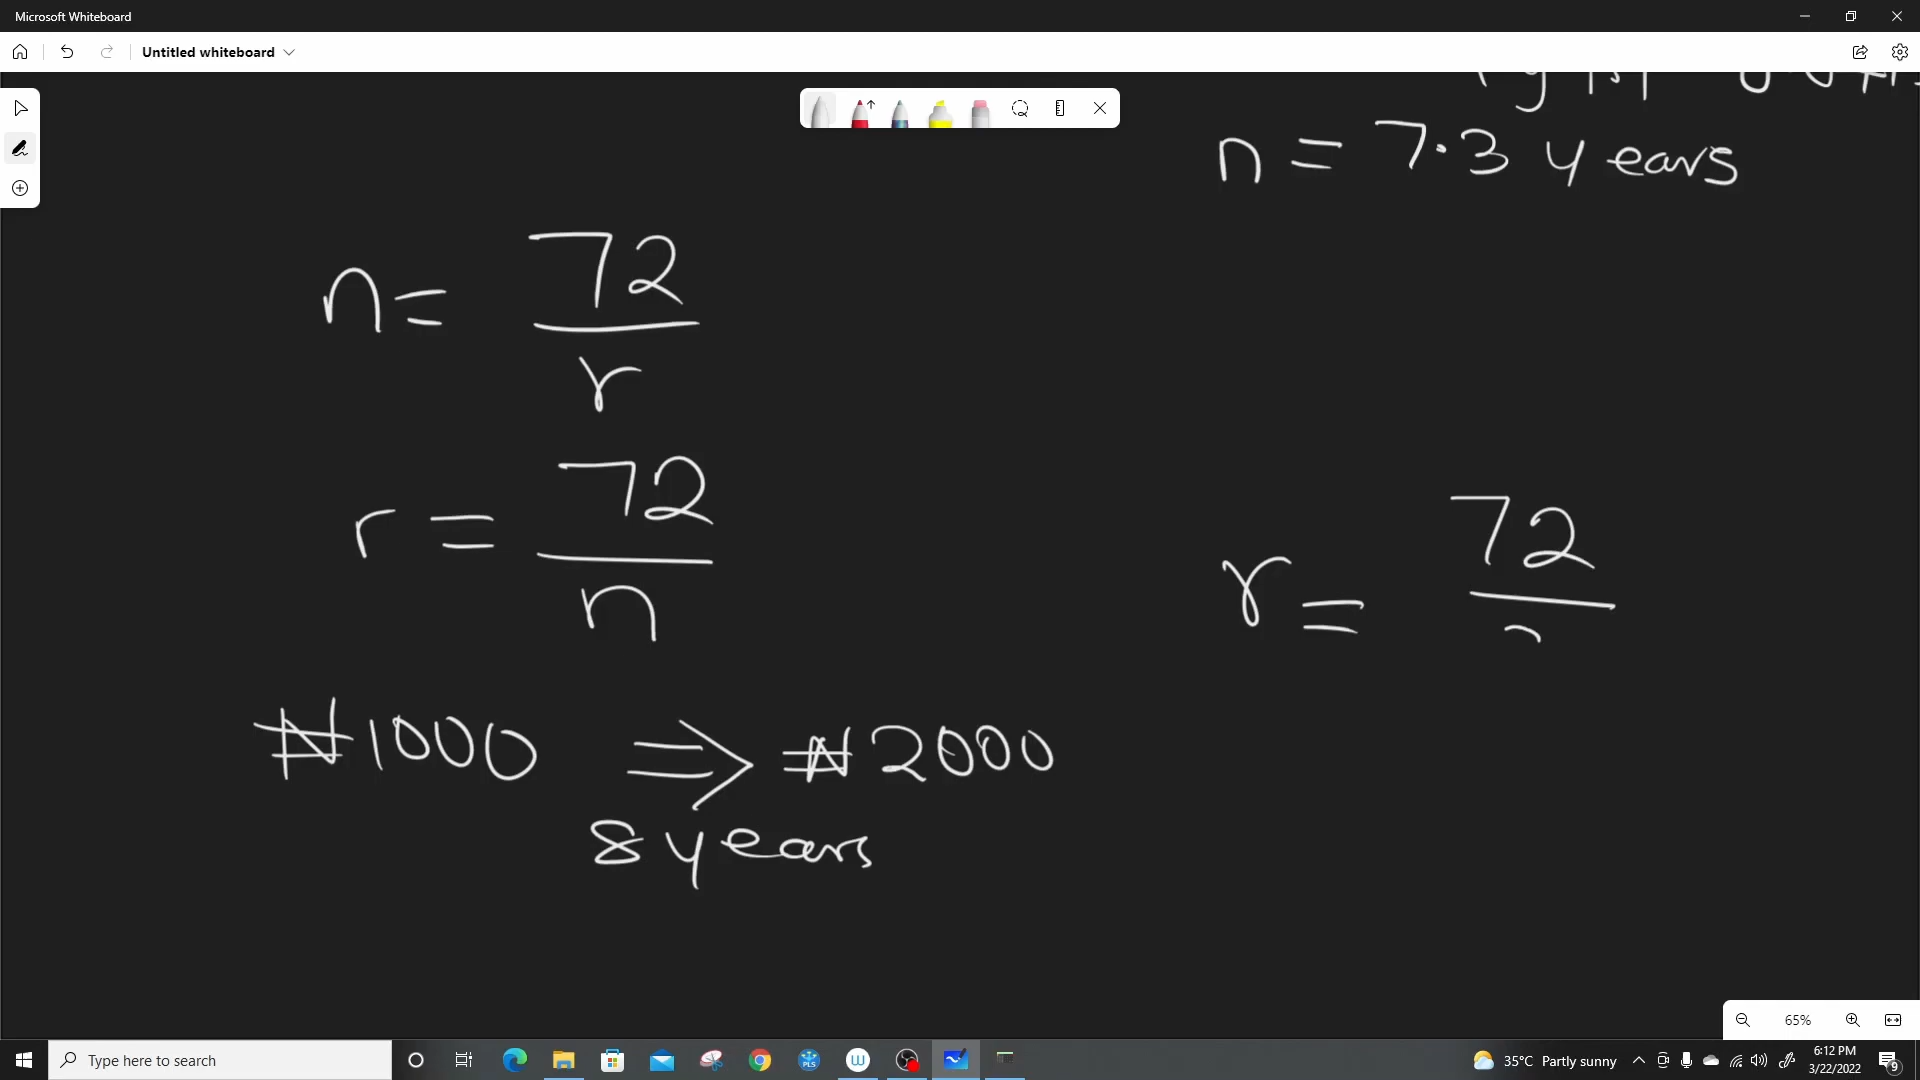 Microsoft Whiteboard
Untitled whiteboard
n = 7.3 years
n = 72
r
r = 72
n
r = 72
₦1000 ⇒ ₦2000
8 years
65%
Type here to search
35°C Partly sunny
6:12 PM
3/22/2022
9